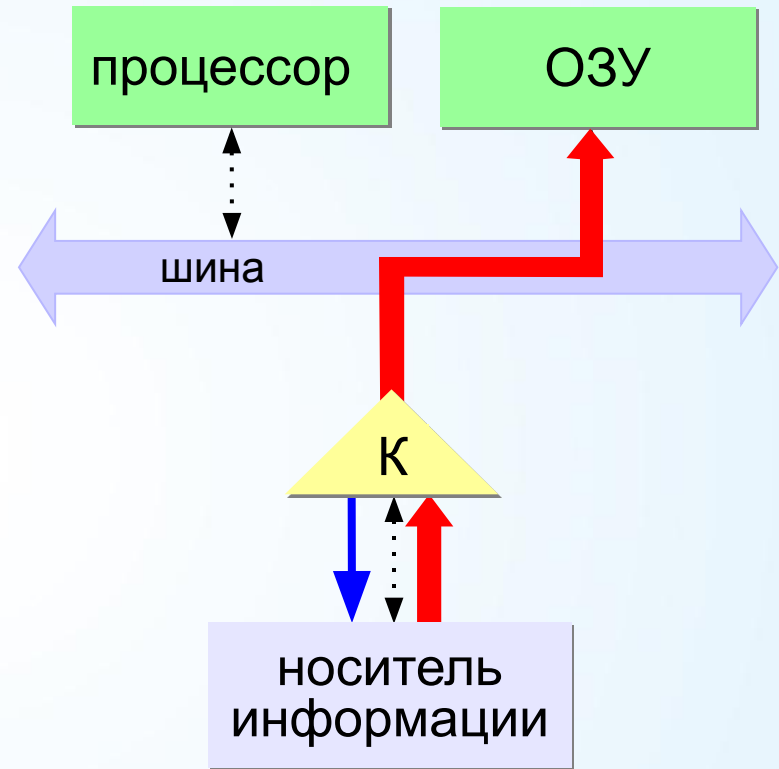 процессор
ОЗУ
шина
К
носитель
информации